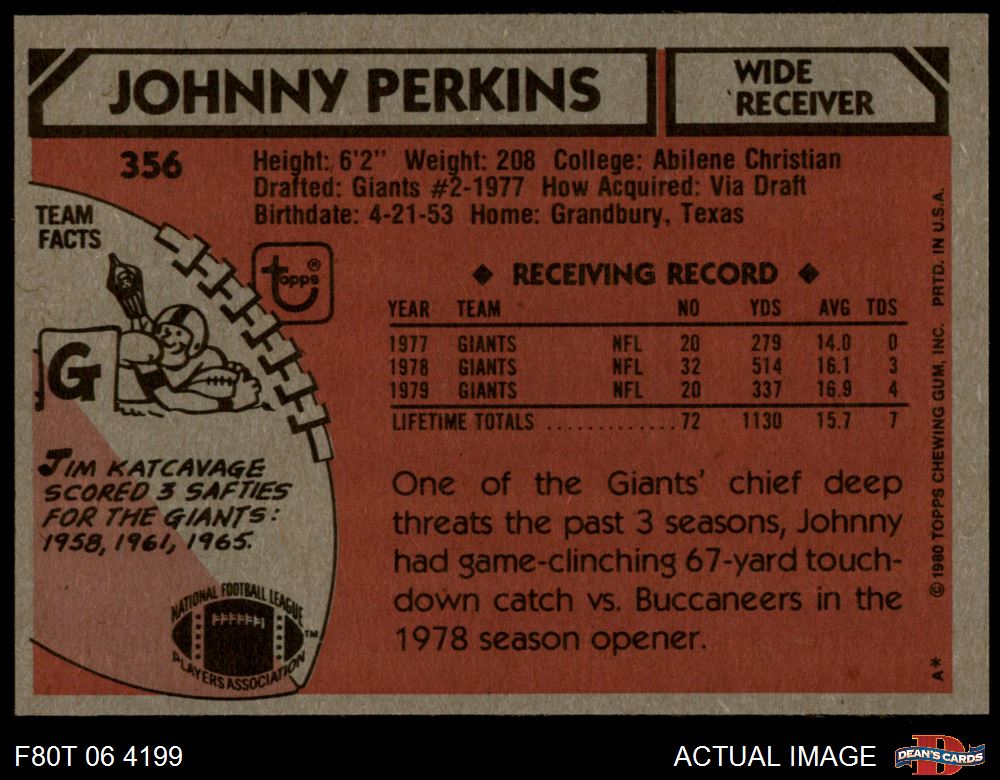 JOHNNY PERKINS
WIDE
RECEIVER
356
Height: 6'2" Weight: 208 College: Abilene Christian
Drafted: Giants #2-1977 How Acquired: Via Draft
Birthdate: 4-21-53 Home: Grandbury, Texas
TEAM
FACTS
topps®
G
JIM KATCAVAGE
SCORED 3 SAFTIES
FOR THE GIANTS:
1958, 1961, 1965.
NATIONAL FOOTBALL LEAGUE
PLAYERS ASSOCIATION
TM
◆ RECEIVING RECORD ◆
YEAR TEAM NO YDS AVG TDS
1977 GIANTS NFL 20 279 14.0 0
1978 GIANTS NFL 32 514 16.1 3
1979 GIANTS NFL 20 337 16.9 4
LIFETIME TOTALS ............. 72 1130 15.7 7
One of the Giants' chief deep
threats the past 3 seasons, Johnny
had game-clinching 67-yard touch-
down catch vs. Buccaneers in the
1978 season opener.
A* © 1980 TOPPS CHEWING GUM, INC. PRTD. IN U.S.A.
F80T 06 4199
ACTUAL IMAGE
D
DEAN'S CARDS